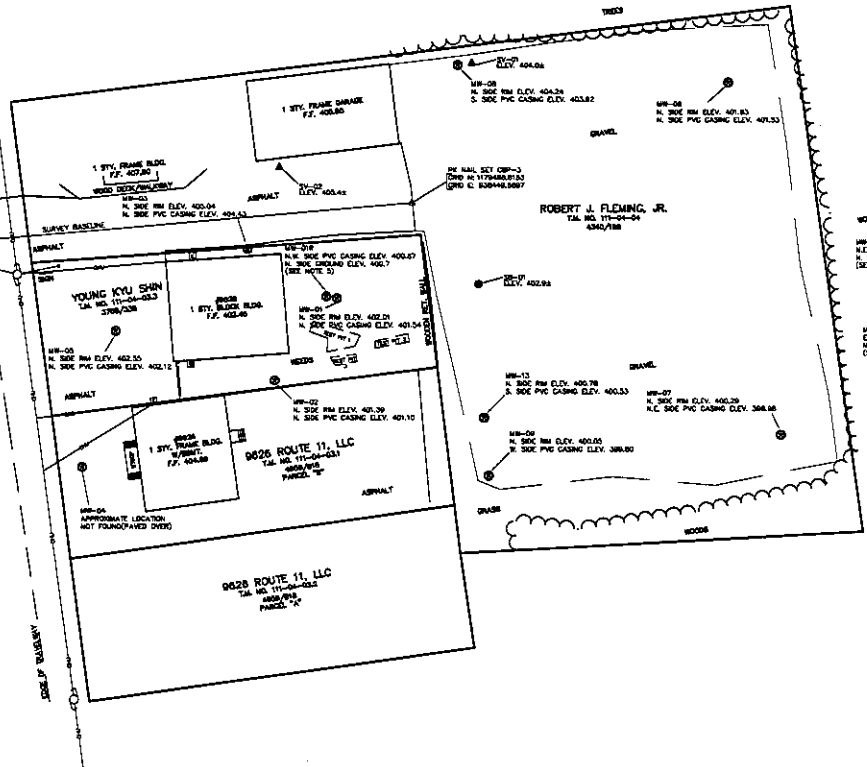 TREES
SV-01
ELEV. 404.0±
MW-08
N. SIDE RIM ELEV. 404.24
S. SIDE PVC CASING ELEV. 403.82
N. SIDE RIM ELEV. 401.83
N. SIDE PVC CASING ELEV. 401.53
1 STY. FRAME GARAGE
GRAVEL
1 STY. FRAME BLDG.
F.F. 407.80
WOOD DECK/WALKWAY
SV-02
ELEV. 405.4±
PK NAIL SET CBP-3
MW-03
N. SIDE RIM ELEV. 405.04
N. SIDE PVC CASING ELEV. 404.43
ASPHALT
ROBERT J. FLEMING, JR.
T.M. NO. 111-04-04
4340/198
SURVEY BASELINE
ASPHALT
MW-01R
N.W. SIDE PVC CASING ELEV. 400.57
N. SIDE GROUND ELEV. 400.7
(SEE NOTE 5)
SIGN
YOUNG KYU SHIN
T.M. NO. 111-04-03.3
1 STY. BLOCK BLDG.
F.F. 402.46
SB-01
ELEV. 402.9±
MW-01
N. SIDE RIM ELEV. 402.01
N. SIDE PVC CASING ELEV. 401.54
WOODEN RET. WALL
MW-05
N. SIDE RIM ELEV. 402.55
N. SIDE PVC CASING ELEV. 402.12
WEEDS
GRAVEL
ASPHALT
MW-02
N. SIDE RIM ELEV. 401.39
N. SIDE PVC CASING ELEV. 401.10
MW-13
N. SIDE RIM ELEV. 400.78
S. SIDE PVC CASING ELEV. 400.53
MW-07
N. SIDE RIM ELEV. 400.29
N.E. SIDE PVC CASING ELEV. 398.98
1 STY. FRAME BLDG.
W/BSMT.
F.F. 404.89
9626 ROUTE 11, LLC
T.M. NO. 111-04-03.1
PARCEL "B"
MW-09
N. SIDE RIM ELEV. 400.05
W. SIDE PVC CASING ELEV. 399.80
ASPHALT
MW-04
APPROXIMATE LOCATION
NOT FOUND(PAVED OVER)
GRASS
WOODS
9626 ROUTE 11, LLC
T.M. NO. 111-04-03.2
PARCEL "A"
EDGE OF TRAVELWAY